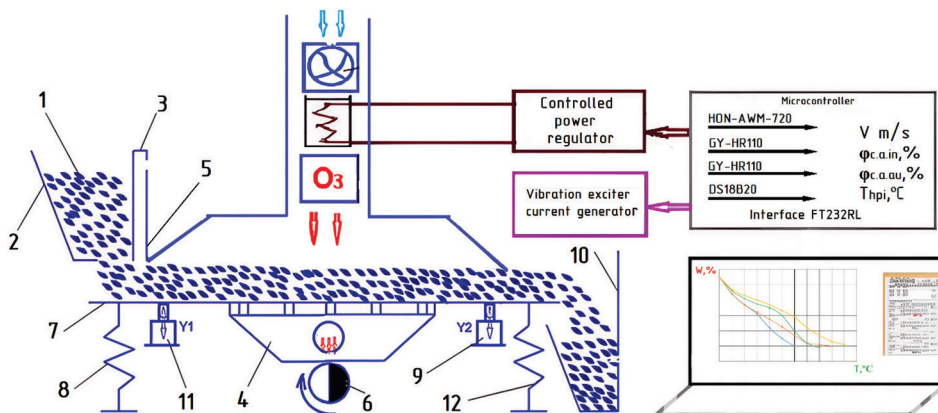 1
3
5
2
O3
Controlled
power
regulator
Vibration exciter
current generator
Microcontroller
HON-AWM-720
GY-HR110
GY-HR110
DS18B20
V m/s
φc.a.in,%
φc.a.au,%
Thpi,°C
Interface FT232RL
10
W,%
T,°C
7
Y1
Y2
8
11
4
6
9
12